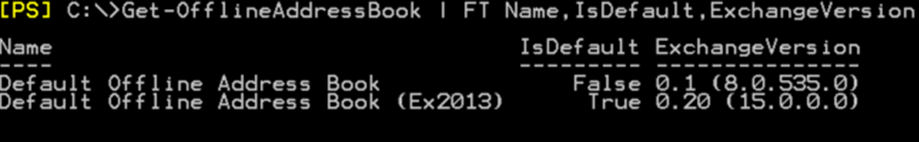 [PS] C:\>Get-OfflineAddressBook | FT Name,IsDefault,ExchangeVersion
Name IsDefault ExchangeVersion
---- --------- ---------------
Default Offline Address Book False 0.1 (8.0.535.0)
Default Offline Address Book (Ex2013) True 0.20 (15.0.0.0)